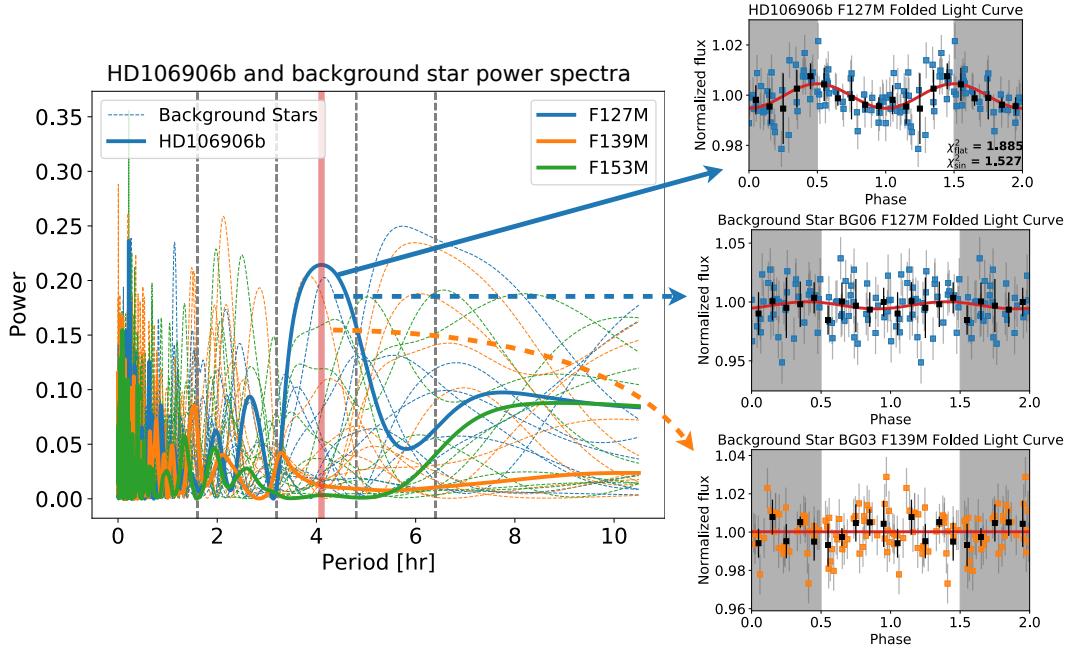 HD106906b and background star power spectra
Background Stars
HD106906b
F127M
F139M
F153M
Power
0.35
0.30
0.25
0.20
0.15
0.10
0.05
0.00
0 2 4 6 8 10
Period [hr]
HD106906b F127M Folded Light Curve
Normalized flux
1.02
1.00
0.98
χ²flat = 1.885
χ²sin = 1.527
0.0 0.5 1.0 1.5 2.0
Phase
Background Star BG06 F127M Folded Light Curve
Normalized flux
1.05
1.00
0.95
0.0 0.5 1.0 1.5 2.0
Phase
Background Star BG03 F139M Folded Light Curve
Normalized flux
1.04
1.02
1.00
0.98
0.96
0.0 0.5 1.0 1.5 2.0
Phase